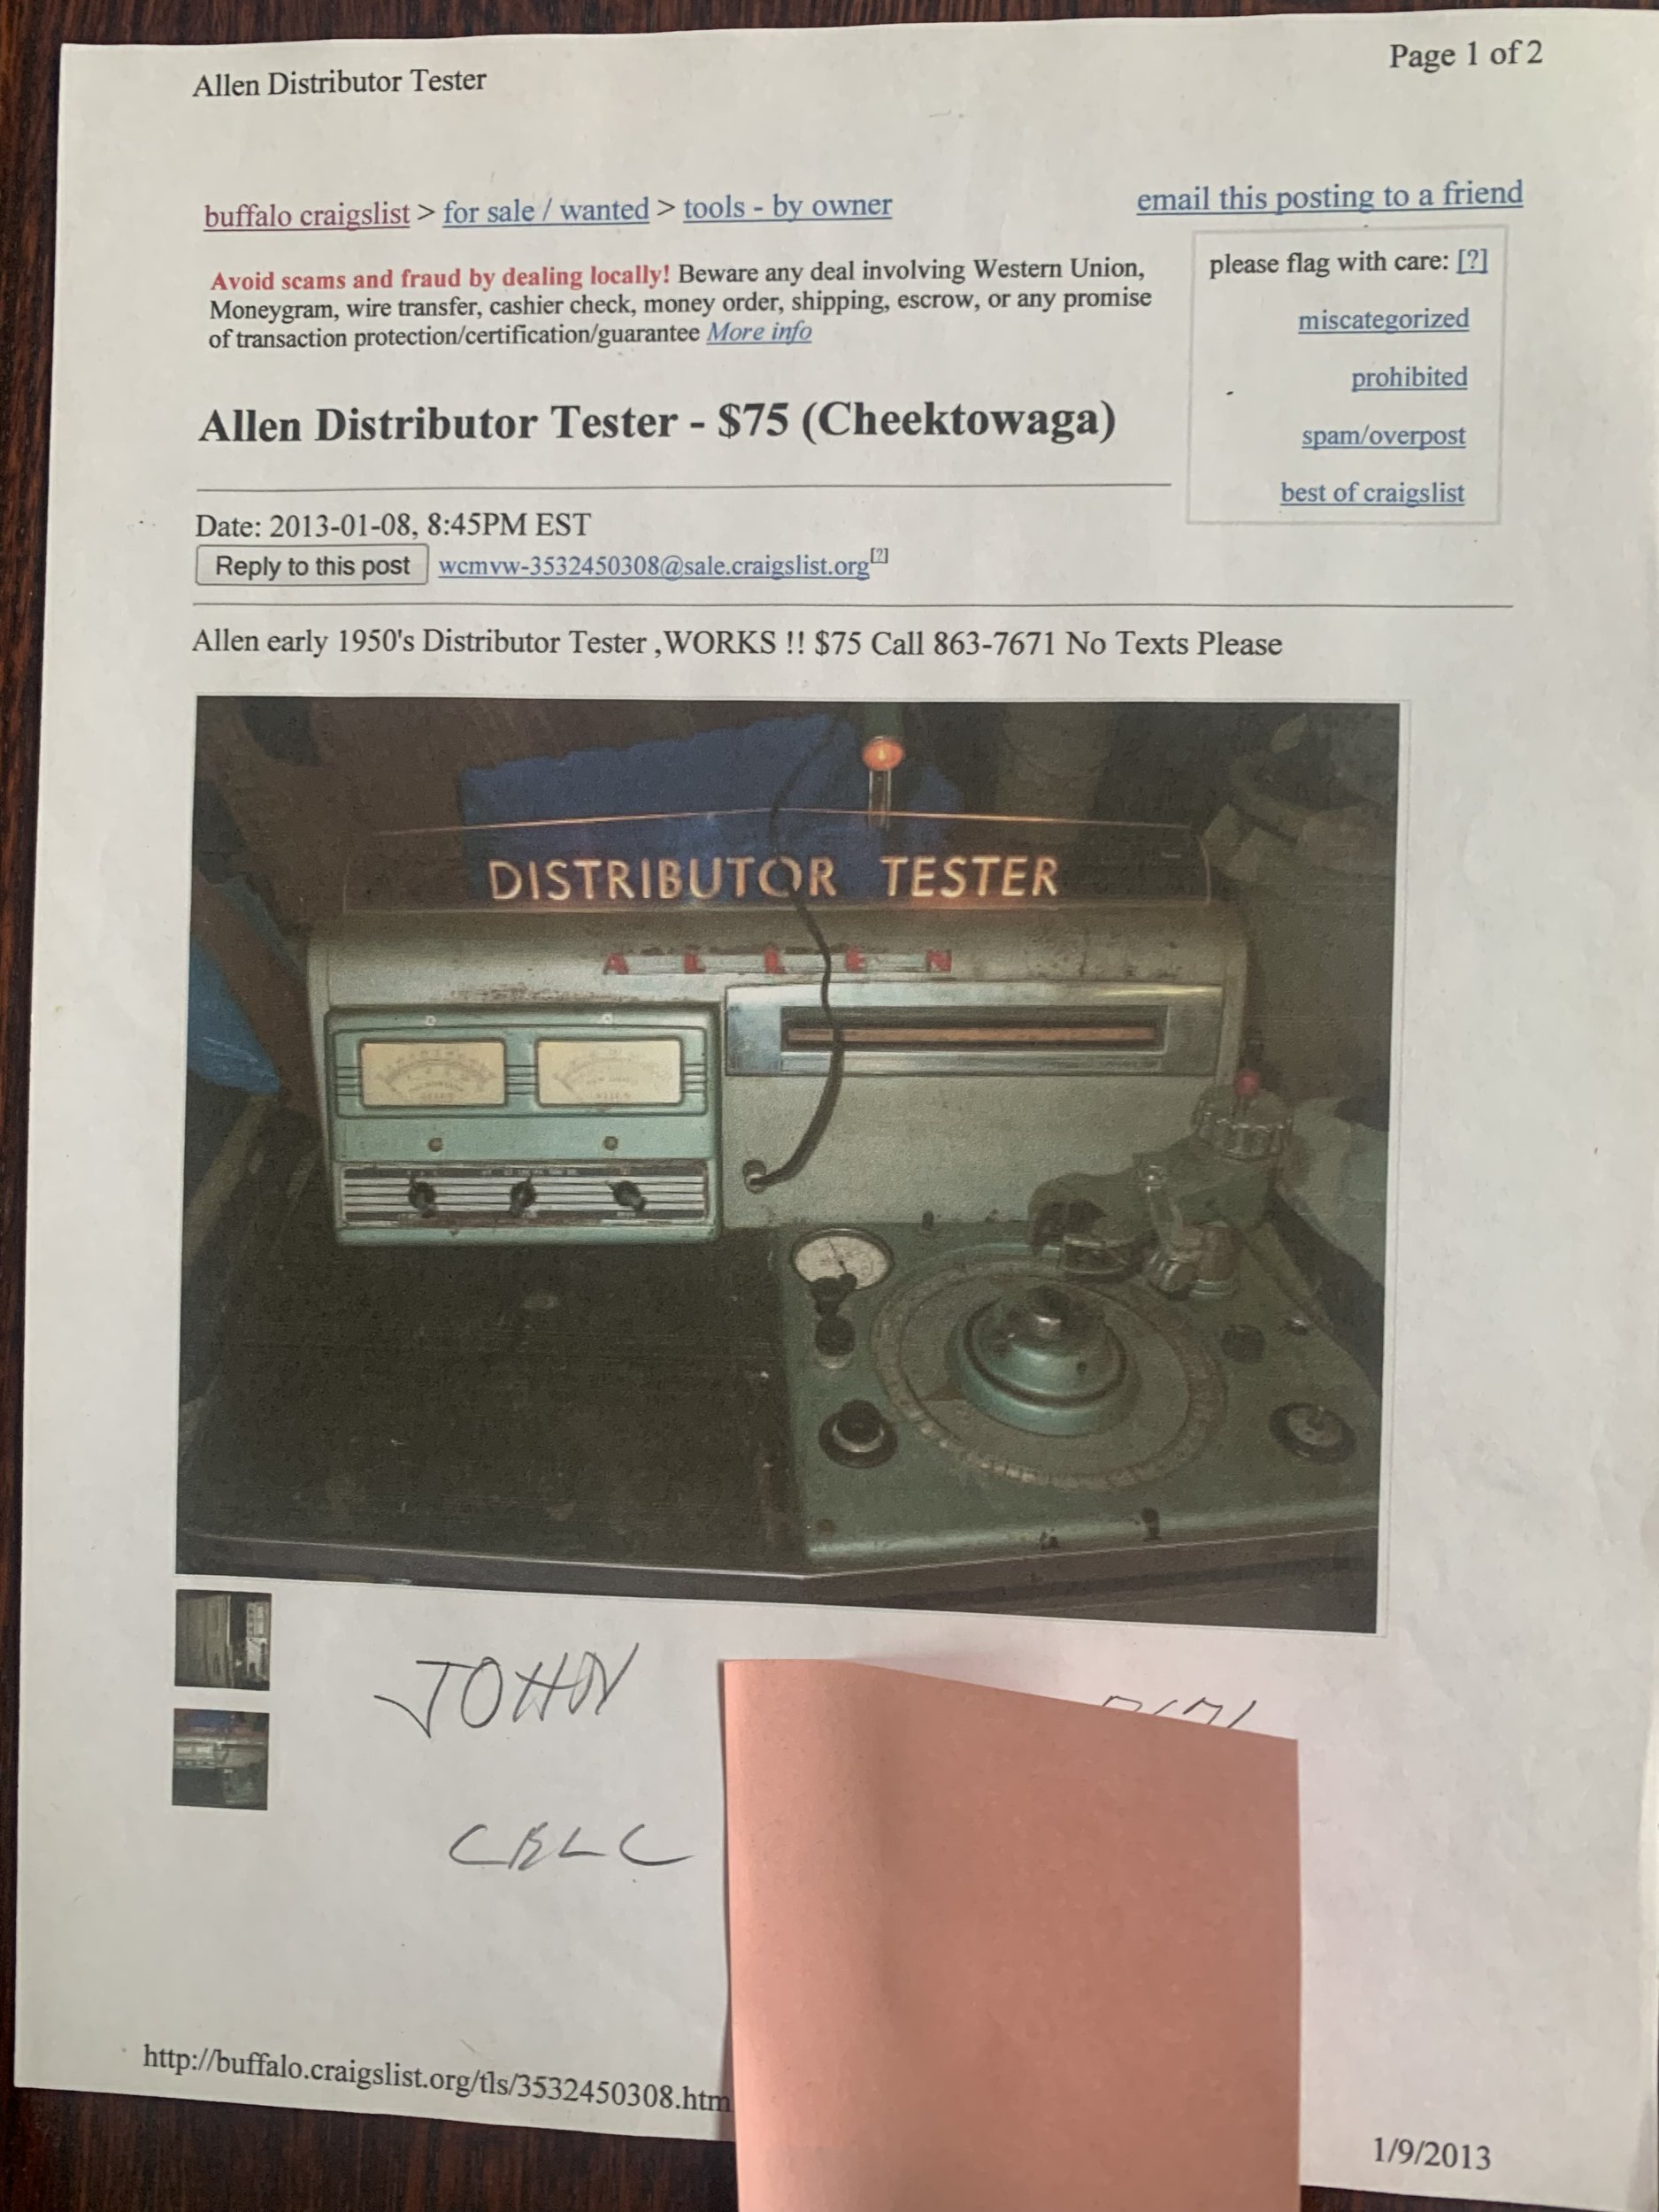 Allen Distributor Tester
Page 1 of 2
buffalo craigslist > for sale / wanted > tools - by owner
email this posting to a friend
Avoid scams and fraud by dealing locally! Beware any deal involving Western Union,
Moneygram, wire transfer, cashier check, money order, shipping, escrow, or any promise
of transaction protection/certification/guarantee More info
please flag with care: [?]
miscategorized
prohibited
spam/overpost
best of craigslist
Allen Distributor Tester - $75 (Cheektowaga)
Date: 2013-01-08, 8:45PM EST
Reply to this post wcmvw-3532450308@sale.craigslist.org[?]
Allen early 1950's Distributor Tester ,WORKS !! $75 Call 863-7671 No Texts Please
DISTRIBUTOR TESTER
ALLEN
JOHN
http://buffalo.craigslist.org/tls/3532450308.htm
1/9/2013